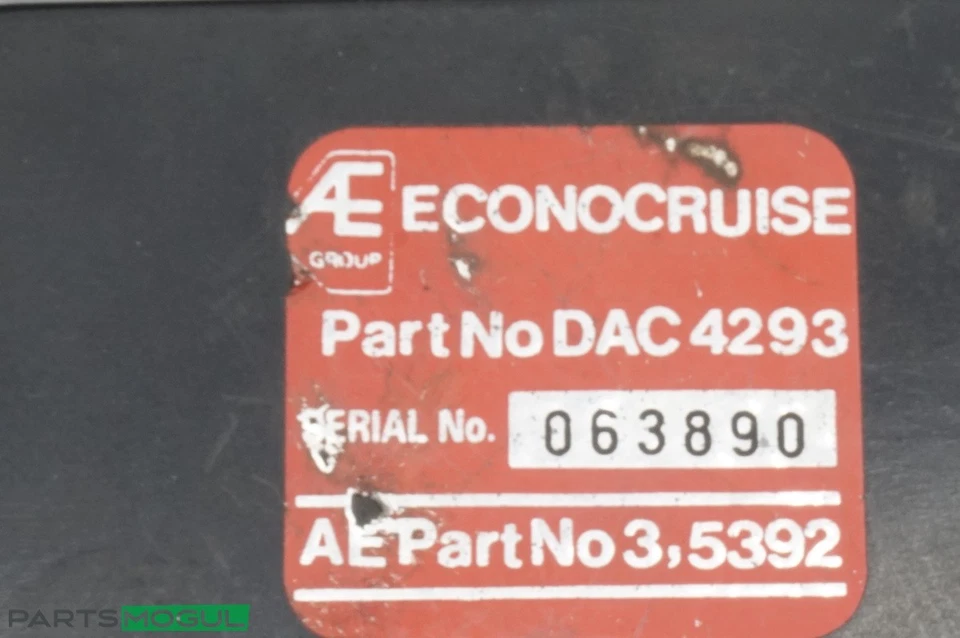 AE ECONOCRUISE
GROUP
Part No DAC 4293
SERIAL No. 063890
AE Part No 3,5392
PARTSMOGUL